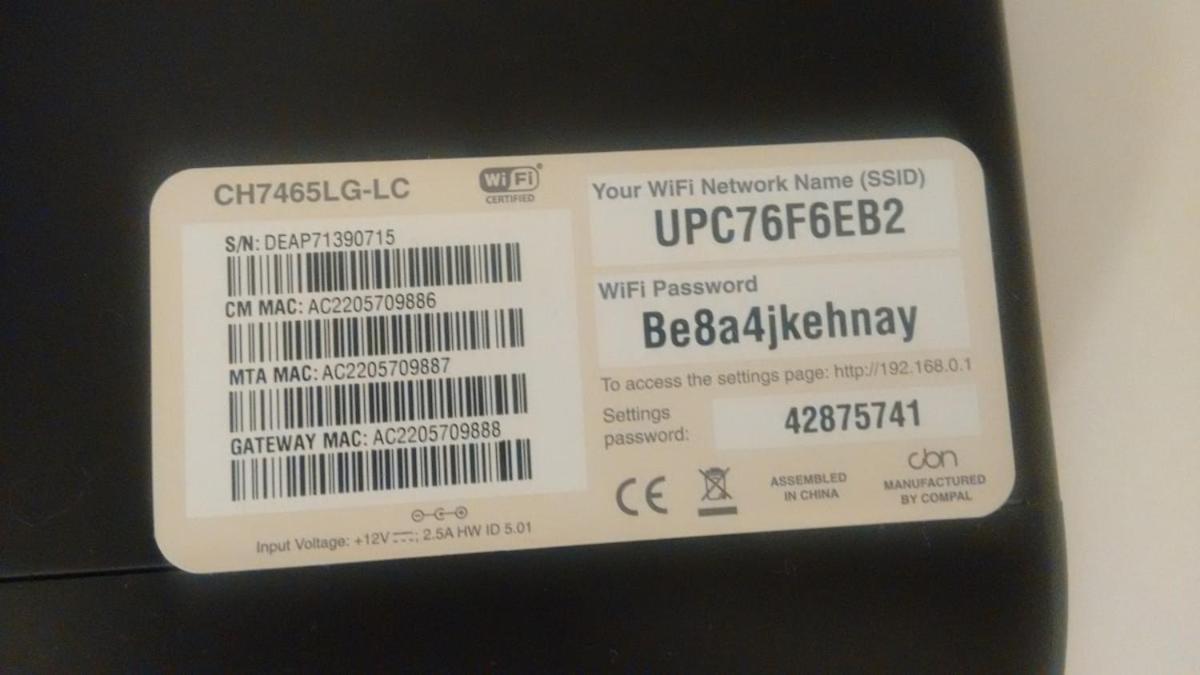 CH7465LG-LC
WiFi
CERTIFIED
S/N: DEAP71390715
CM MAC: AC2205709886
MTA MAC: AC2205709887
GATEWAY MAC: AC2205709888
Input Voltage: +12V ; 2.5A HW ID 5.01
Your WiFi Network Name (SSID)
UPC76F6EB2
WiFi Password
Be8a4jkehnay
To access the settings page: http://192.168.0.1
Settings
password:
42875741
CE
ASSEMBLED
IN CHINA
cbn
MANUFACTURED
BY COMPAL